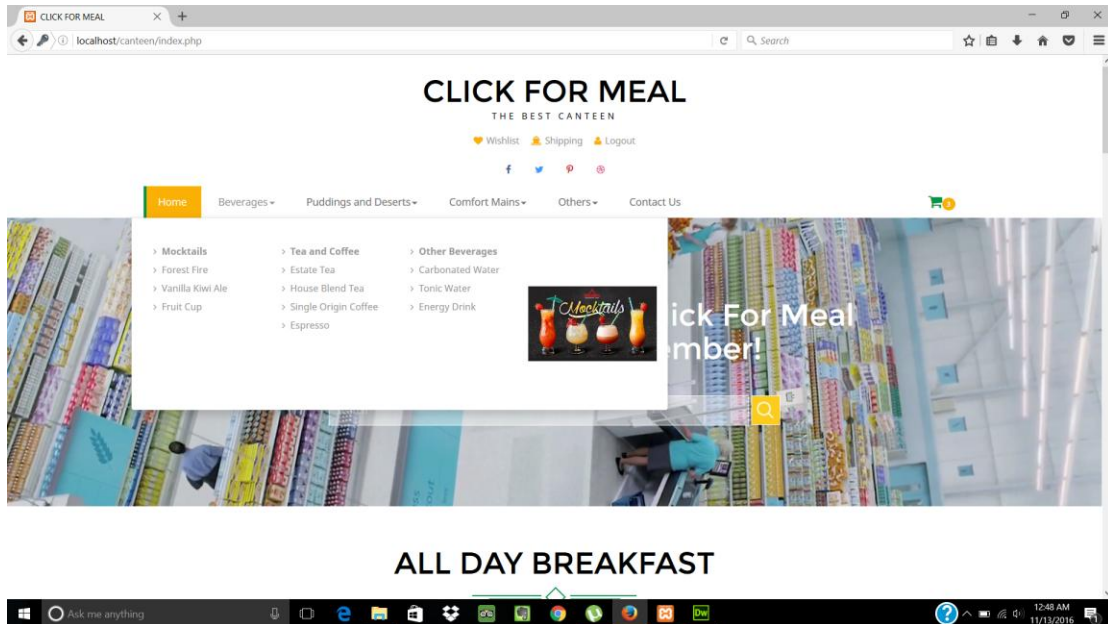 CLICK FOR MEAL
localhost/canteen/index.php
Search
CLICK FOR MEAL
THE BEST CANTEEN
Wishlist Shipping Logout
Home Beverages Puddings and Deserts Comfort Mains Others Contact Us
Mocktails Tea and Coffee Other Beverages
Forest Fire Estate Tea Carbonated Water
Vanilla Kiwi Ale House Blend Tea Tonic Water
Fruit Cup Single Origin Coffee Energy Drink
Espresso
Mocktails
ick For Meal
ember!
ALL DAY BREAKFAST
Ask me anything
Dw
12:48 AM
11/13/2016